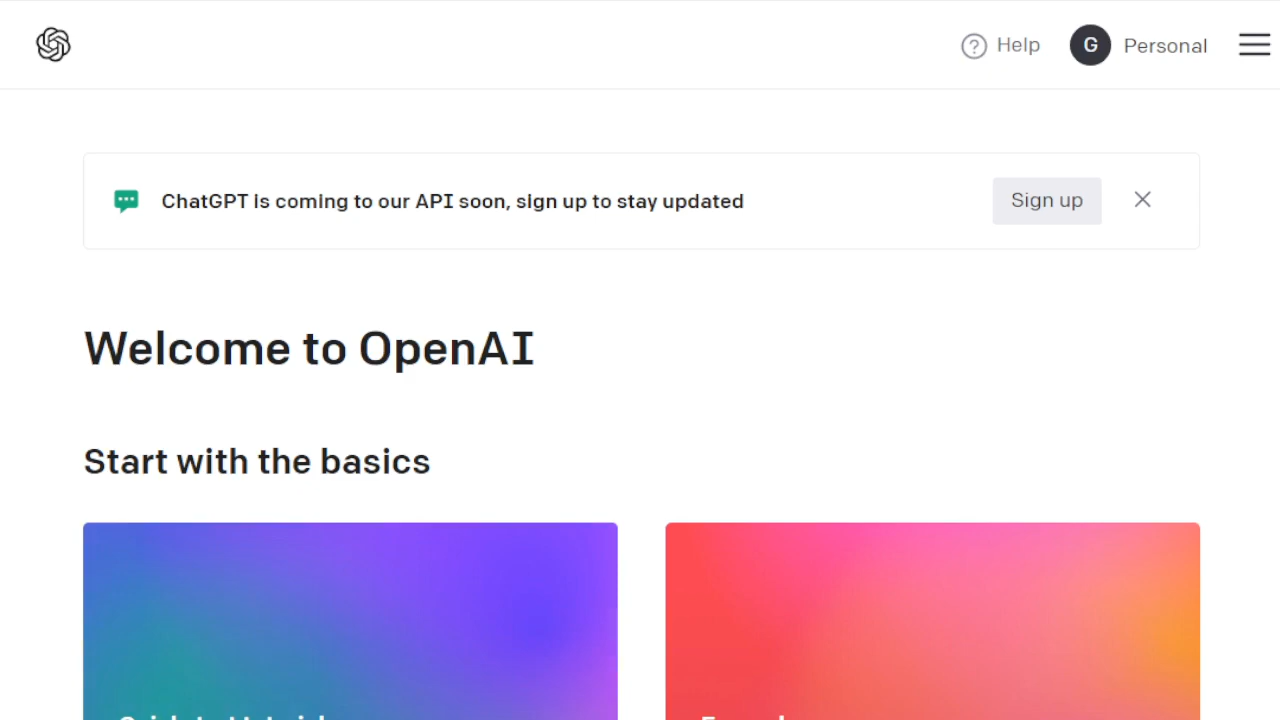 Help
G
Personal
ChatGPT is coming to our API soon, sign up to stay updated
Sign up
Welcome to OpenAI
Start with the basics